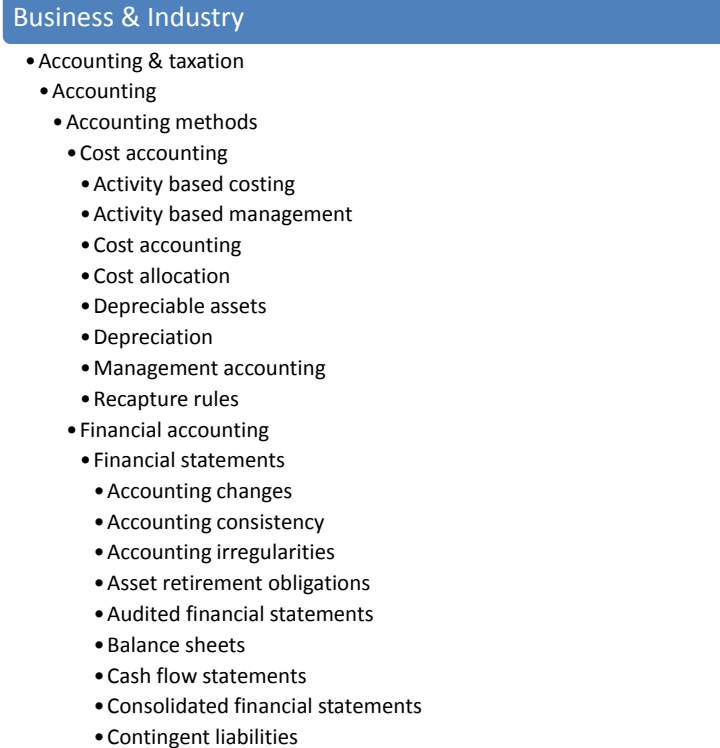 Business & Industry
•Accounting & taxation
•Accounting
•Accounting methods
•Cost accounting
•Activity based costing
•Activity based management
•Cost accounting
•Cost allocation
•Depreciable assets
•Depreciation
•Management accounting
•Recapture rules
•Financial accounting
•Financial statements
•Accounting changes
•Accounting consistency
•Accounting irregularities
•Asset retirement obligations
•Audited financial statements
•Balance sheets
•Cash flow statements
•Consolidated financial statements
•Contingent liabilities